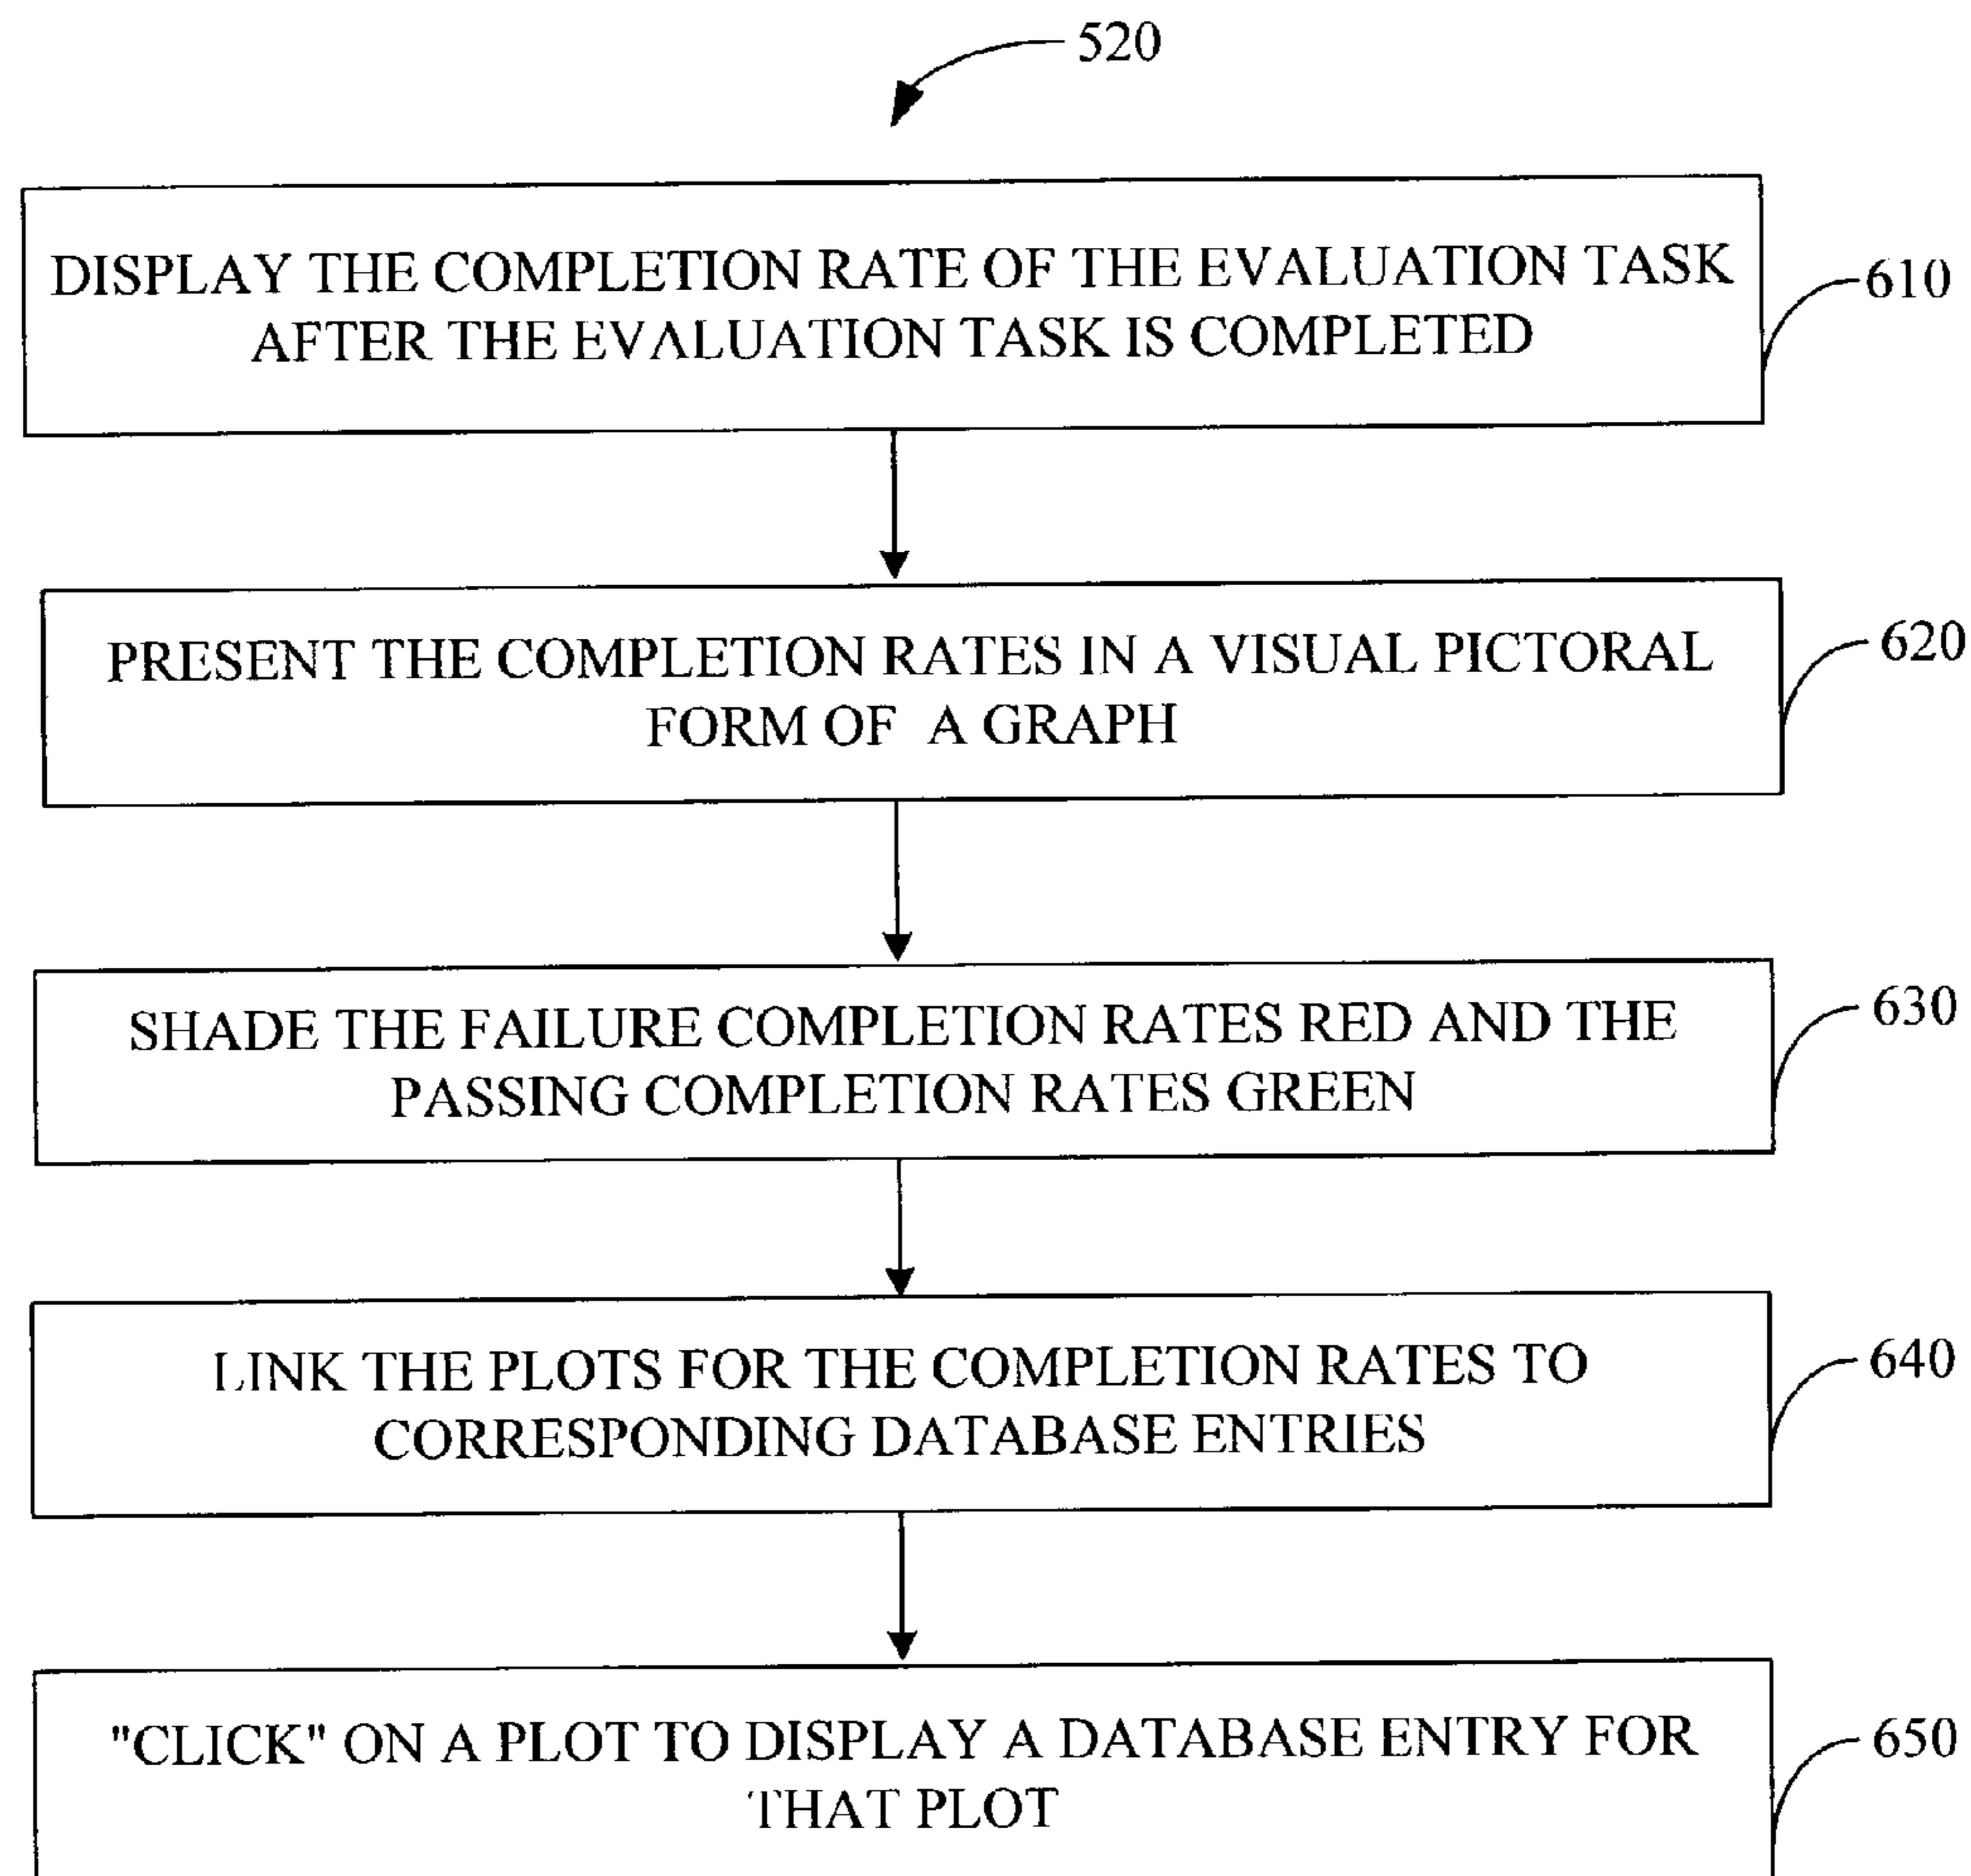 520
DISPLAY THE COMPLETION RATE OF THE EVALUATION TASK
AFTER THE EVALUATION TASK IS COMPLETED
610
PRESENT THE COMPLETION RATES IN A VISUAL PICTORAL
FORM OF A GRAPH
620
SHADE THE FAILURE COMPLETION RATES RED AND THE
PASSING COMPLETION RATES GREEN
630
LINK THE PLOTS FOR THE COMPLETION RATES TO
CORRESPONDING DATABASE ENTRIES
640
"CLICK" ON A PLOT TO DISPLAY A DATABASE ENTRY FOR
THAT PLOT
650